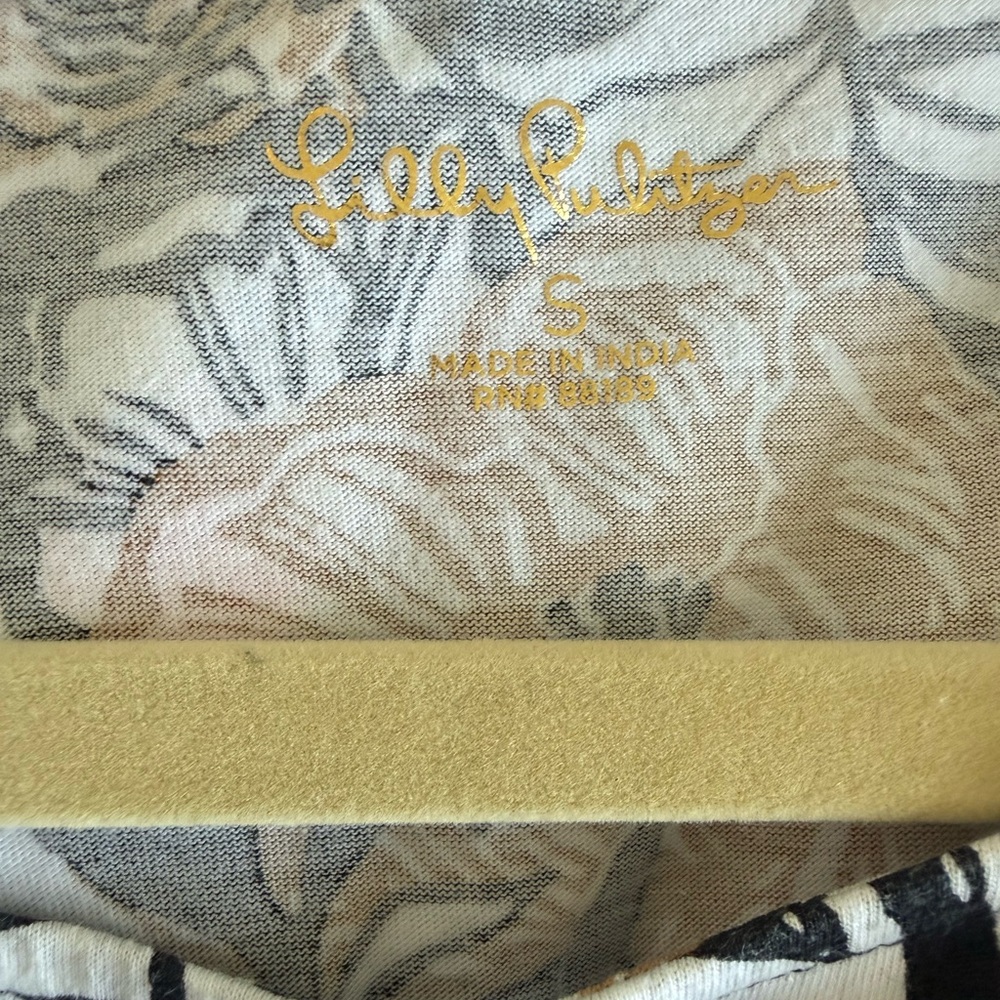 Lilly Pulitzer
S
MADE IN INDIA
RN# 88189